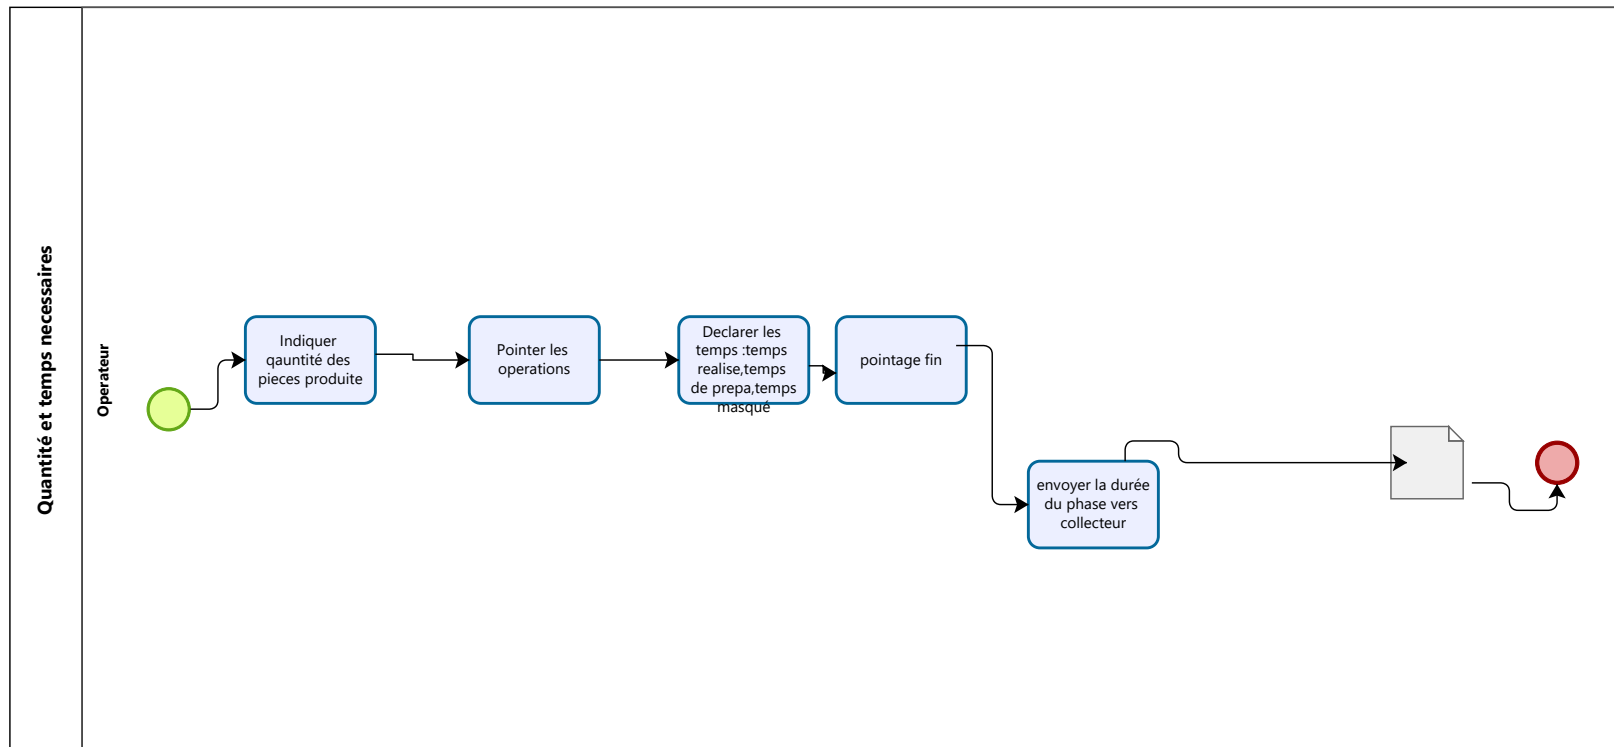 Quantité et temps necessaires
Operateur
Indiquer
qauntité des
pieces produite
Pointer les
operations
Declarer les
temps :temps
realise,temps
de prepa,temps
masqué
pointage fin
envoyer la durée
du phase vers
collecteur